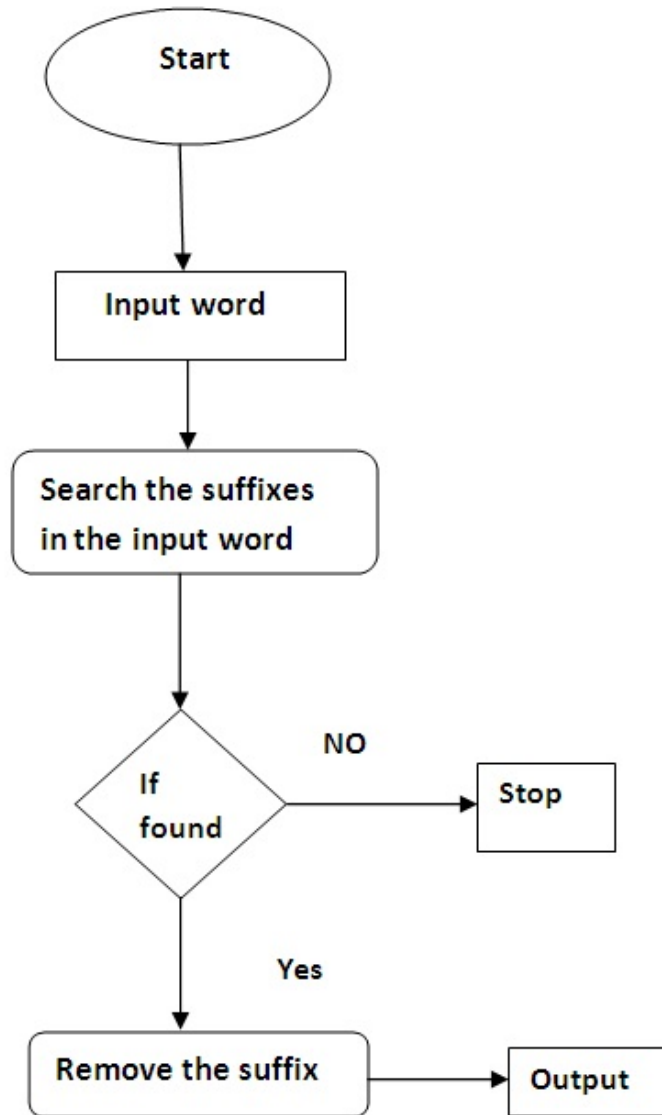 Start
Input word
Search the suffixes
in the input word
If
found
NO
Stop
Yes
Remove the suffix
Output